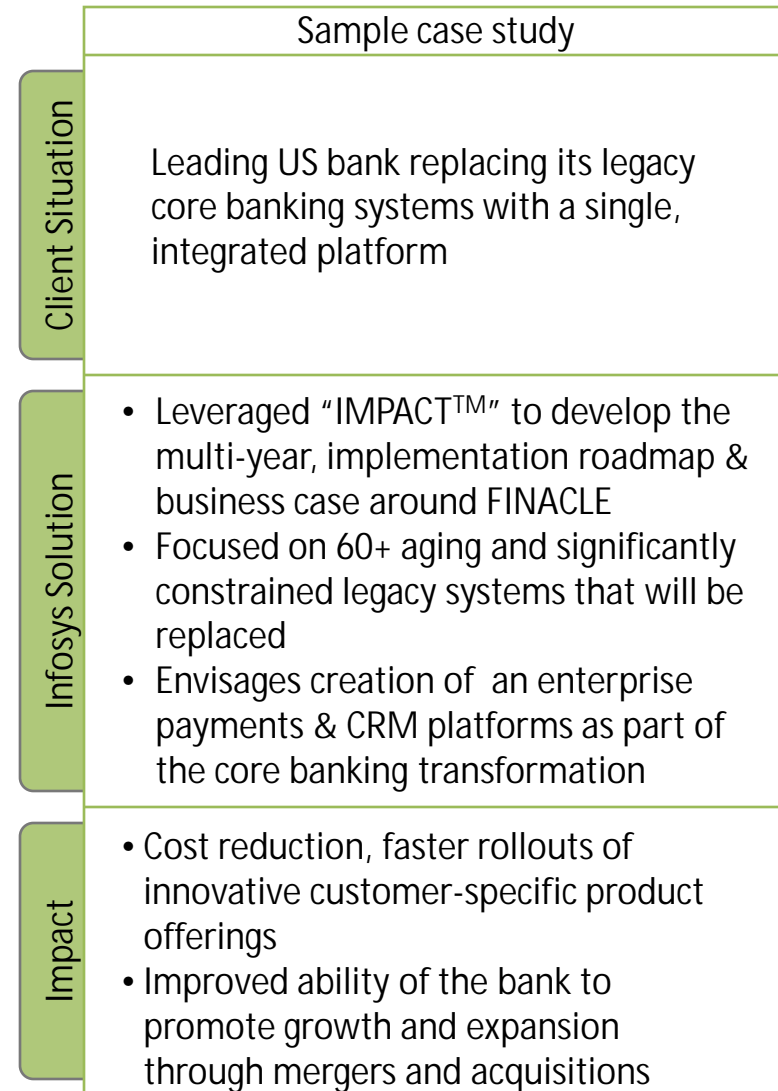 Sample case study
Client Situation
Leading US bank replacing its legacy
core banking systems with a single,
integrated platform
Infosys Solution
• Leveraged “IMPACT™” to develop the
multi-year, implementation roadmap &
business case around FINACLE
• Focused on 60+ aging and significantly
constrained legacy systems that will be
replaced
• Envisages creation of an enterprise
payments & CRM platforms as part of
the core banking transformation
Impact
• Cost reduction, faster rollouts of
innovative customer-specific product
offerings
• Improved ability of the bank to
promote growth and expansion
through mergers and acquisitions